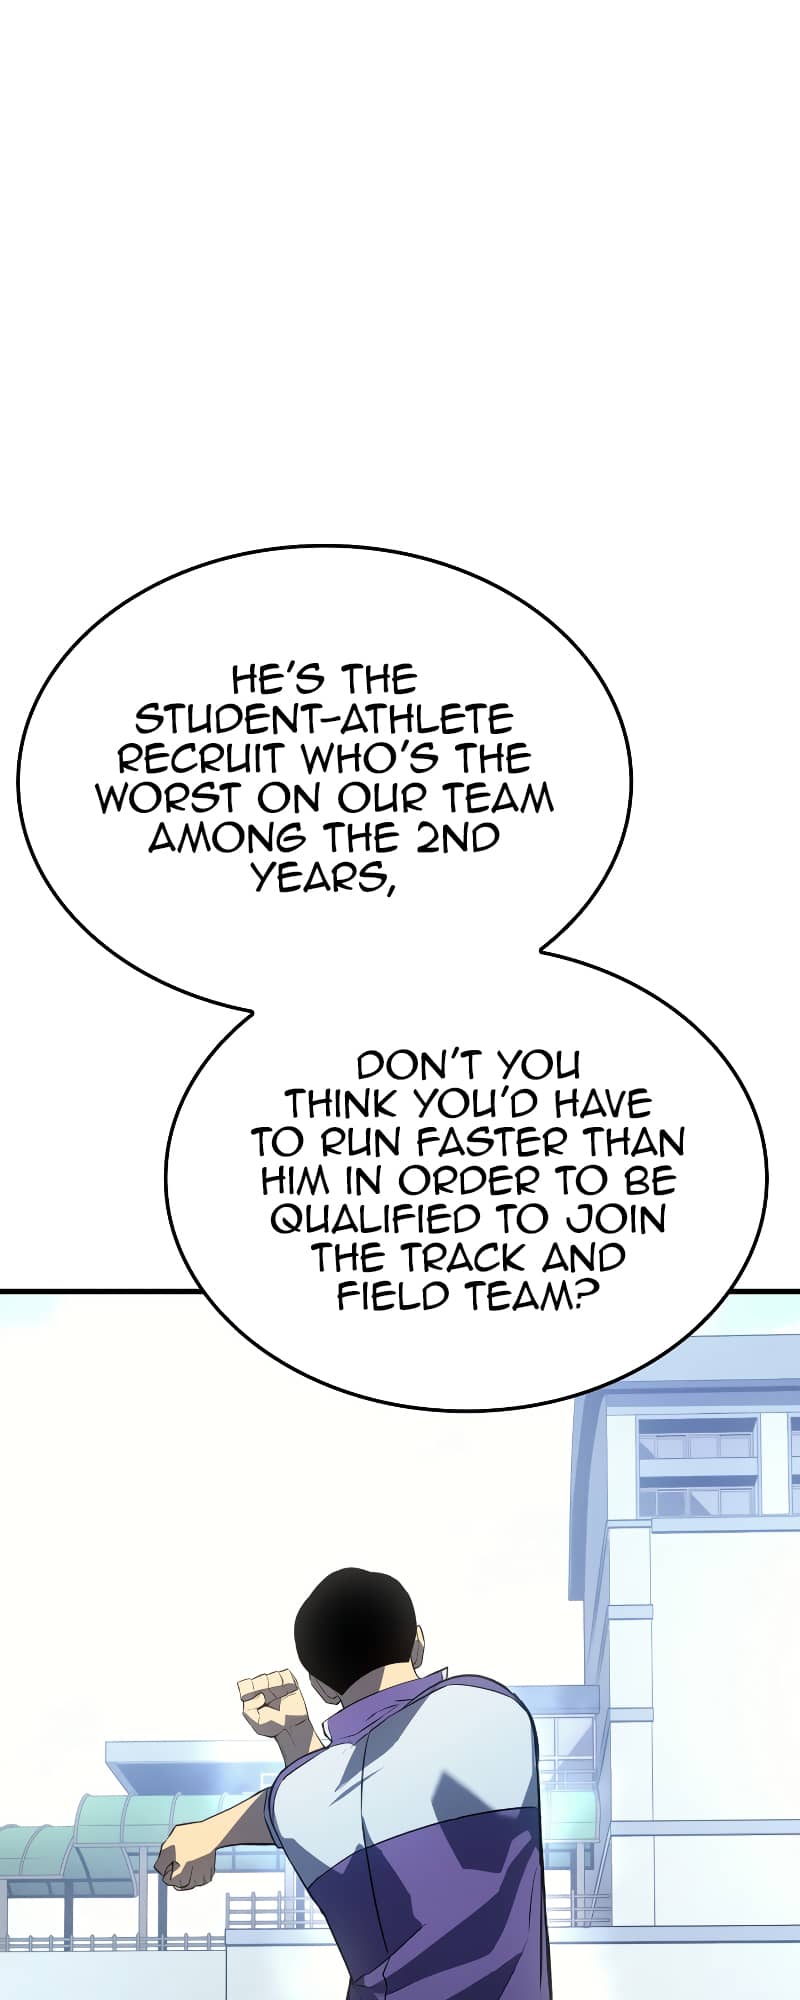 HE'S THE
STUDENT-ATHLETE
RECRUIT WHO'S THE
WORST ON OUR TEAM
AMONG THE 2ND
YEARS,
DON'T YOU
THINK YOU'D HAVE
TO RUN FASTER THAN
HIM IN ORDER TO BE
QUALIFIED TO JOIN
THE TRACK AND
FIELD TEAM?